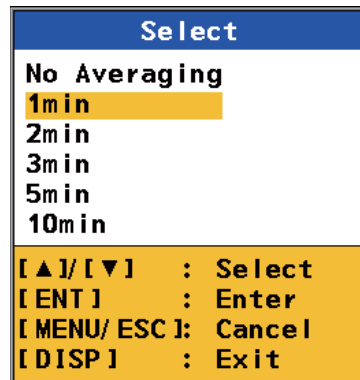 Select
No Averaging
1min
2min
3min
5min
10min
[▲]/[▼] : Select
[ENT] : Enter
[MENU/ESC]: Cancel
[DISP] : Exit